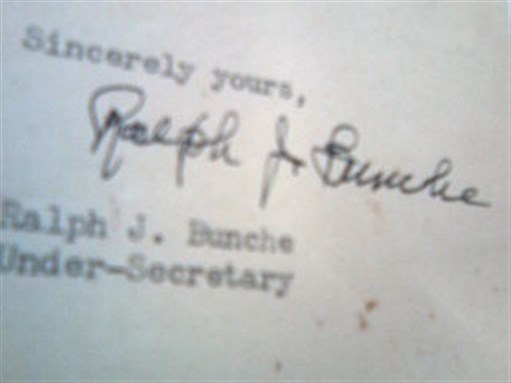 Sincerely yours,
Ralph J. Bunche
Ralph J. Bunche
Under-Secretary